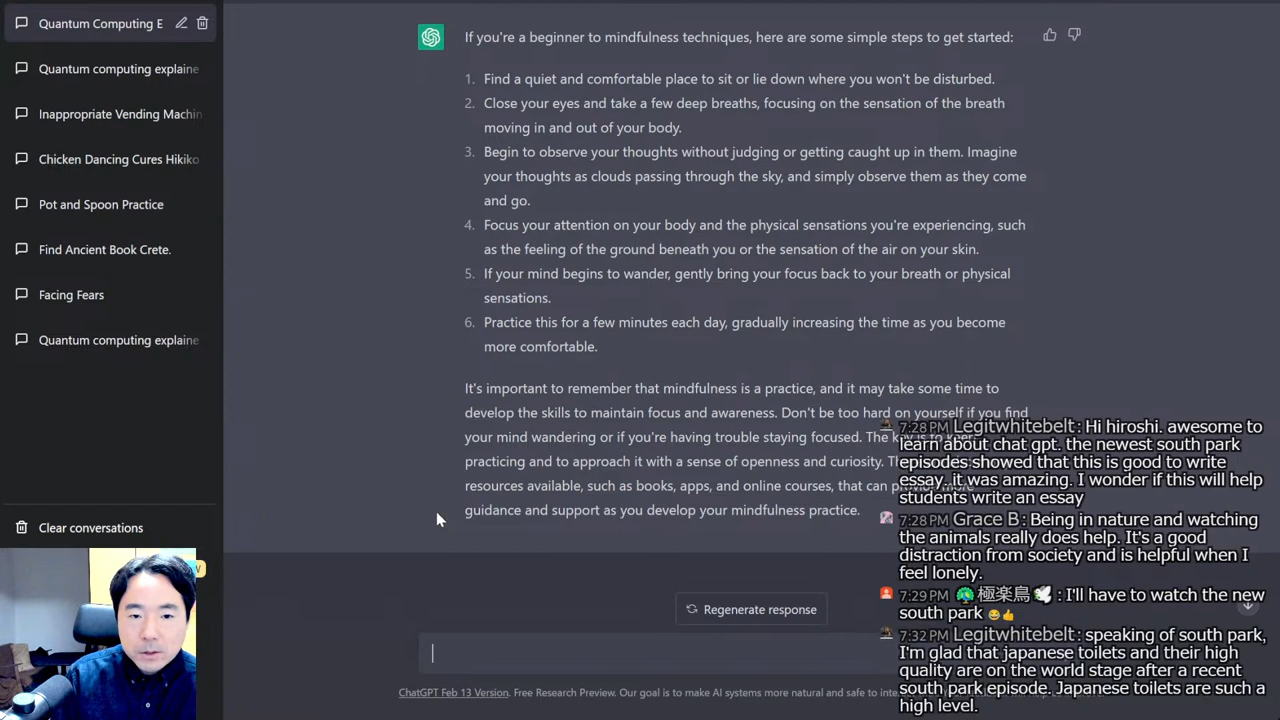 Quantum Computing E
Quantum computing explaine
Inappropriate Vending Machin
Chicken Dancing Cures Hikiko
Pot and Spoon Practice
Find Ancient Book Crete.
Facing Fears
Quantum computing explaine
Clear conversations
If you're a beginner to mindfulness techniques, here are some simple steps to get started:
1. Find a quiet and comfortable place to sit or lie down where you won't be disturbed.
2. Close your eyes and take a few deep breaths, focusing on the sensation of the breath
moving in and out of your body.
3. Begin to observe your thoughts without judging or getting caught up in them. Imagine
your thoughts as clouds passing through the sky, and simply observe them as they come
and go.
4. Focus your attention on your body and the physical sensations you're experiencing, such
as the feeling of the ground beneath you or the sensation of the air on your skin.
5. If your mind begins to wander, gently bring your focus back to your breath or physical
sensations.
6. Practice this for a few minutes each day, gradually increasing the time as you become
more comfortable.
It's important to remember that mindfulness is a practice, and it may take some time to
develop the skills to maintain focus and awareness. Don't be too hard on yourself if you find
your mind wandering or if you're having trouble staying focused. The
practicing and to approach it with a sense of openness and curiosity.
resources available, such as books, apps, and online courses, that can
guidance and support as you develop your mindfulness practice.
Regenerate response
ChatGPT Feb 13 Version. Free Research Preview. Our goal is to make AI systems more natural and safe to
7:28 PM Legitwhitebelt: Hi hiroshi. awesome to
learn about chat gpt. the newest south park
episodes showed that this is good to write
essay. it was amazing. I wonder if this will help
students write an essay
7:28 PM Grace B: Being in nature and watching
the animals really does help. It's a good
distraction from society and is helpful when I
feel lonely.
7:29 PM 🦚極楽鳥🕊: I'll have to watch the new
south park 😂👍
7:32 PM Legitwhitebelt: speaking of south park,
I'm glad that japanese toilets and their high
quality are on the world stage after a recent
south park episode. Japanese toilets are such a
high level.